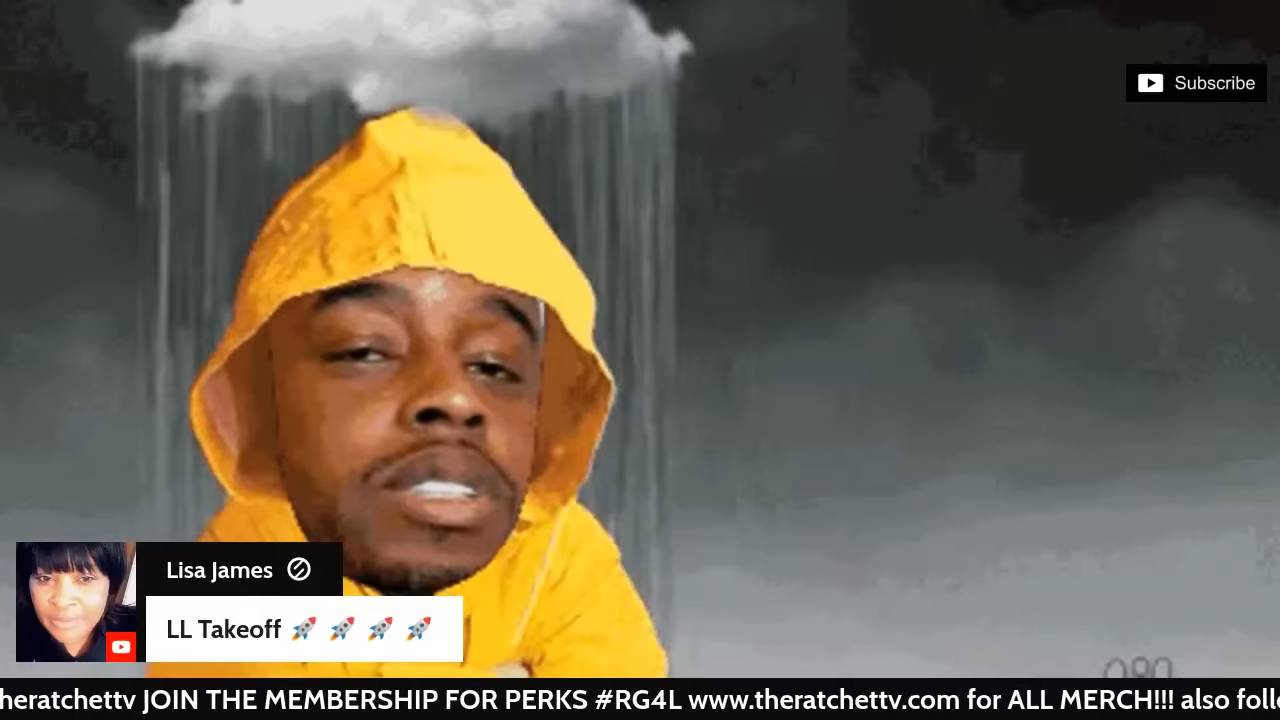 Subscribe
Lisa James
LL Takeoff 🚀 🚀 🚀 🚀
heratchettv JOIN THE MEMBERSHIP FOR PERKS #RG4L www.theratchettv.com for ALL MERCH!!! also foll